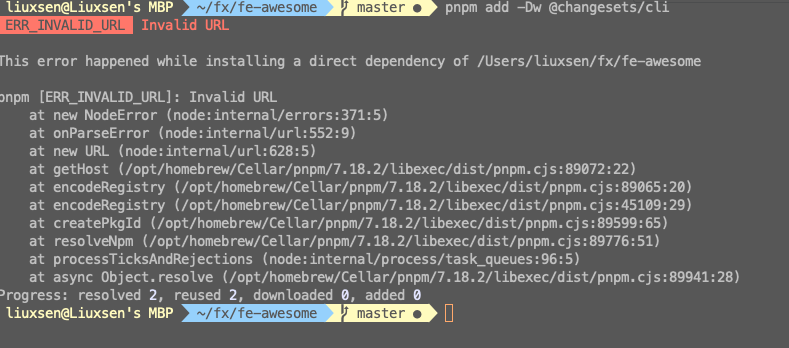 liuxsen@Liuxsen's MBP ~/fx/fe-awesome master ● pnpm add -Dw @changesets/cli
ERR_INVALID_URL Invalid URL
This error happened while installing a direct dependency of /Users/liuxsen/fx/fe-awesome
pnpm [ERR_INVALID_URL]: Invalid URL
at new NodeError (node:internal/errors:371:5)
at onParseError (node:internal/url:552:9)
at new URL (node:internal/url:628:5)
at getHost (/opt/homebrew/Cellar/pnpm/7.18.2/libexec/dist/pnpm.cjs:89072:22)
at encodeRegistry (/opt/homebrew/Cellar/pnpm/7.18.2/libexec/dist/pnpm.cjs:89065:20)
at encodeRegistry (/opt/homebrew/Cellar/pnpm/7.18.2/libexec/dist/pnpm.cjs:45109:29)
at createPkgId (/opt/homebrew/Cellar/pnpm/7.18.2/libexec/dist/pnpm.cjs:89599:65)
at resolveNpm (/opt/homebrew/Cellar/pnpm/7.18.2/libexec/dist/pnpm.cjs:89776:51)
at processTicksAndRejections (node:internal/process/task_queues:96:5)
at async Object.resolve (/opt/homebrew/Cellar/pnpm/7.18.2/libexec/dist/pnpm.cjs:89941:28)
Progress: resolved 2, reused 2, downloaded 0, added 0
liuxsen@Liuxsen's MBP ~/fx/fe-awesome master ●